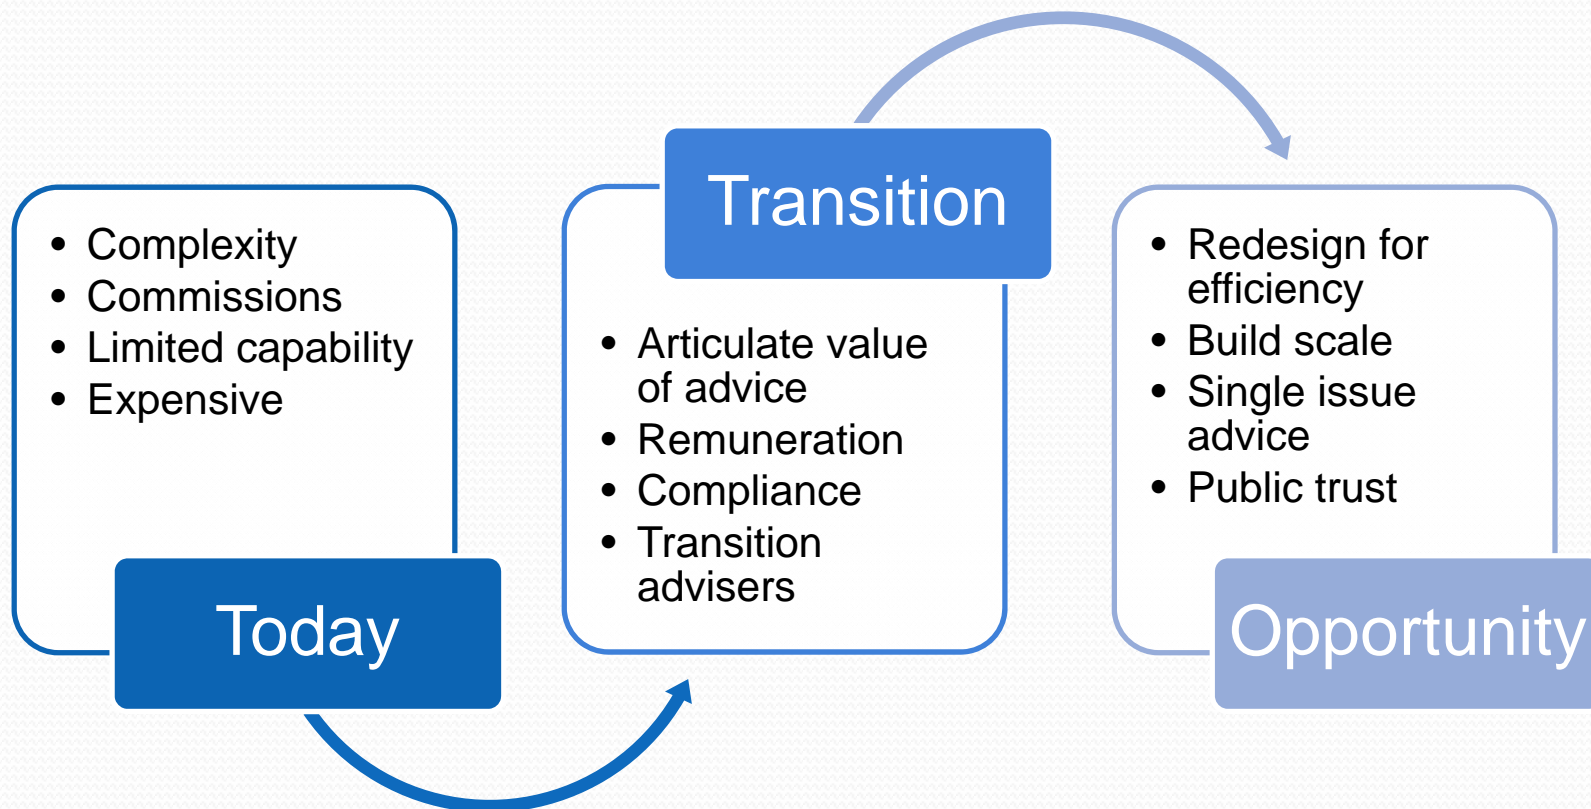 • Complexity
• Commissions
• Limited capability
• Expensive
Today
Transition
• Articulate value
of advice
• Remuneration
• Compliance
• Transition
advisers
• Redesign for
efficiency
• Build scale
• Single issue
advice
• Public trust
Opportunity